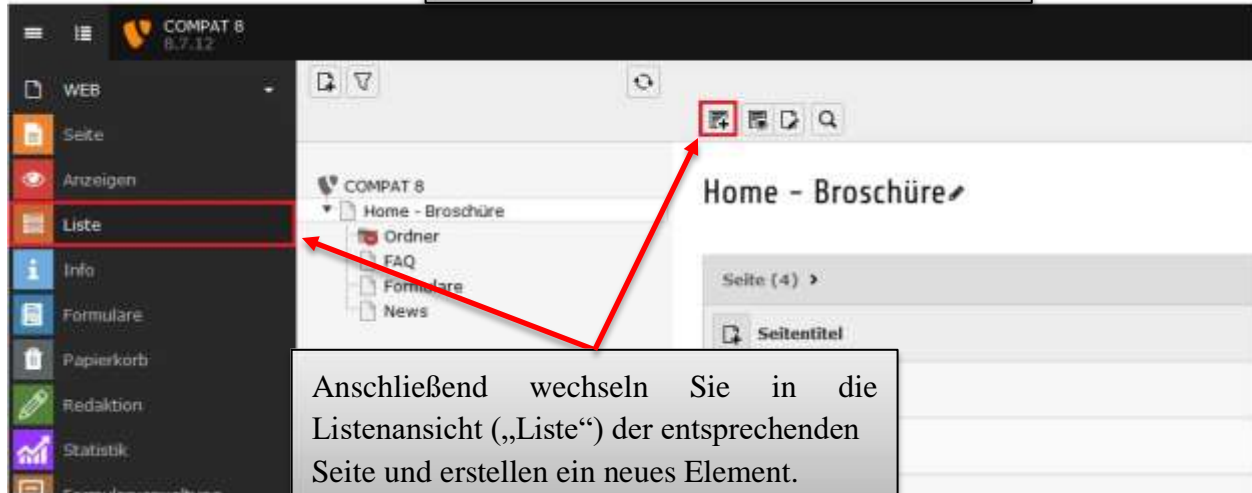 COMPAT 8
8.7.12
WEB
Seite
Anzeigen
Liste
Info
Formulare
Papierkorb
Redaktion
Statistik
COMPAT 8
Home - Broschüre
Ordner
FAQ
Formulare
News
Home - Broschüre
Seite (4) >
Seitentitel
Anschließend wechseln Sie in die
Listenansicht („Liste“) der entsprechenden
Seite und erstellen ein neues Element.